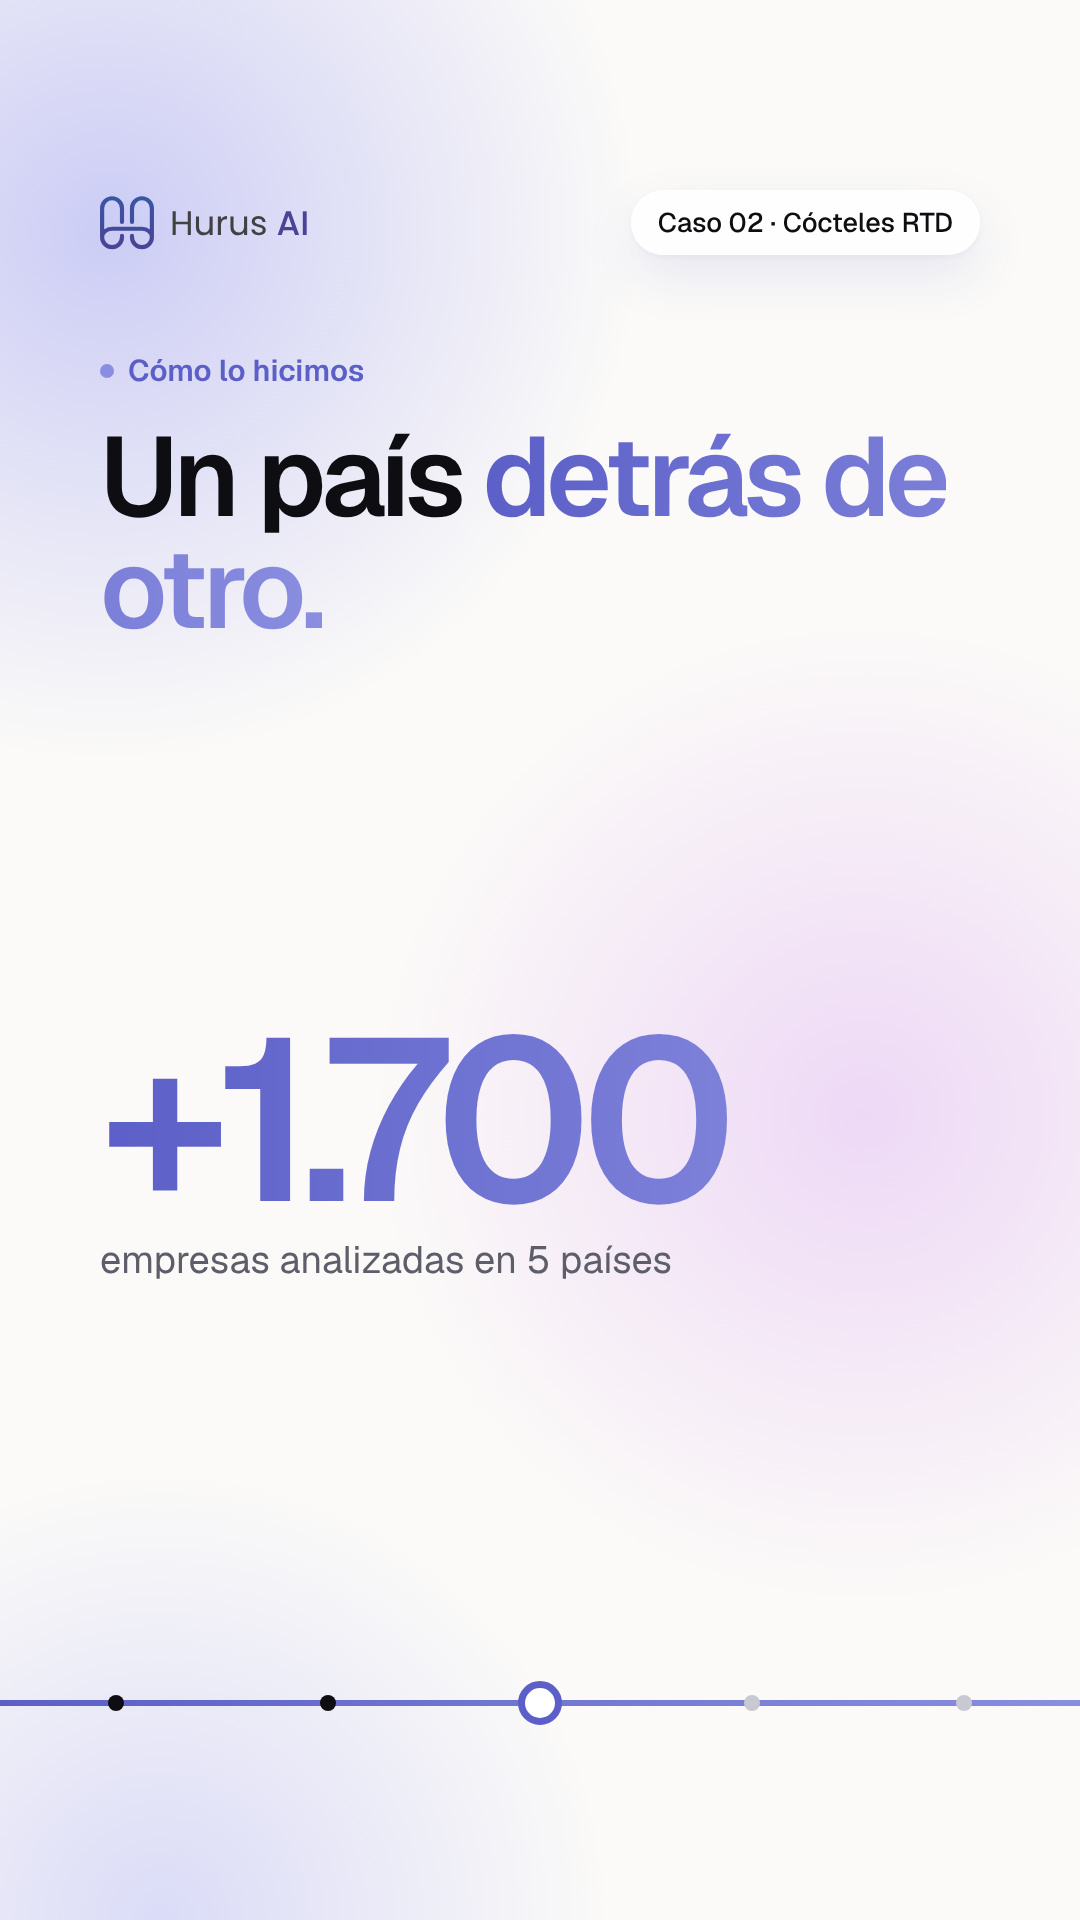 Hurus AI
Caso 02 · Cócteles RTD
Cómo lo hicimos
Un país detrás de
otro.
+1.700
empresas analizadas en 5 países